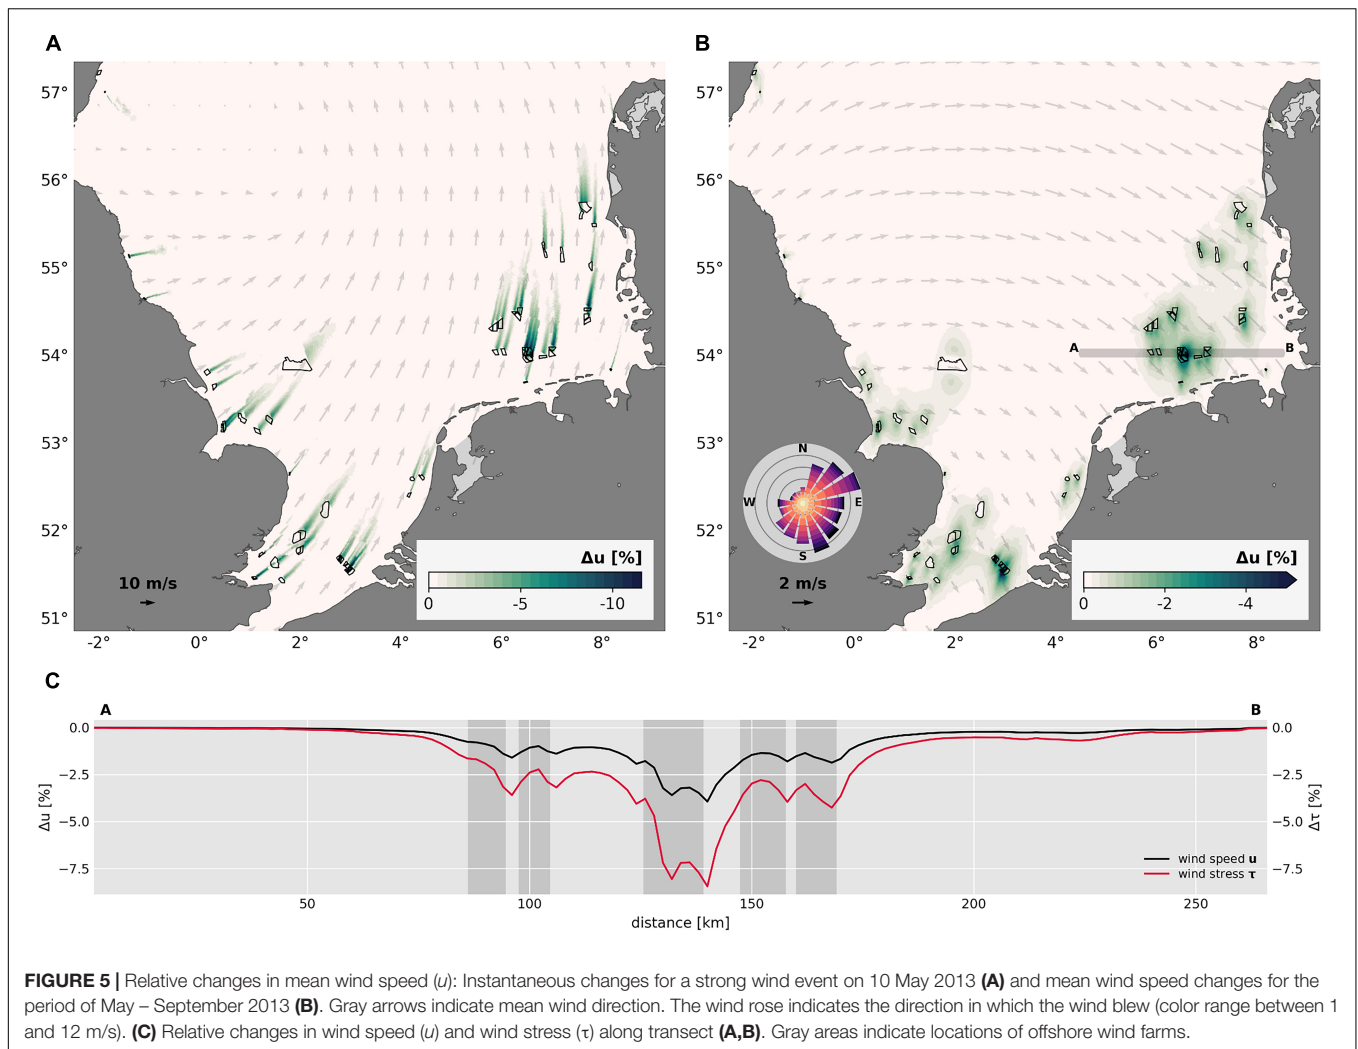 A
B
57°
56°
55°
54°
53°
52°
51°
-2°
0°
2°
4°
6°
8°
10 m/s
Δu [%]
0
-5
-10
57°
56°
55°
54°
53°
52°
51°
-2°
0°
2°
4°
6°
8°
A
B
N
W
E
S
2 m/s
Δu [%]
0
-2
-4
C
A
B
0.0
−2.5
−5.0
−7.5
Δu [%]
0.0
−2.5
−5.0
−7.5
Δτ [%]
wind speed u
wind stress τ
50
100
150
200
250
distance [km]
FIGURE 5 | Relative changes in mean wind speed (u): Instantaneous changes for a strong wind event on 10 May 2013 (A) and mean wind speed changes for the
period of May – September 2013 (B). Gray arrows indicate mean wind direction. The wind rose indicates the direction in which the wind blew (color range between 1
and 12 m/s). (C) Relative changes in wind speed (u) and wind stress (τ) along transect (A,B). Gray areas indicate locations of offshore wind farms.